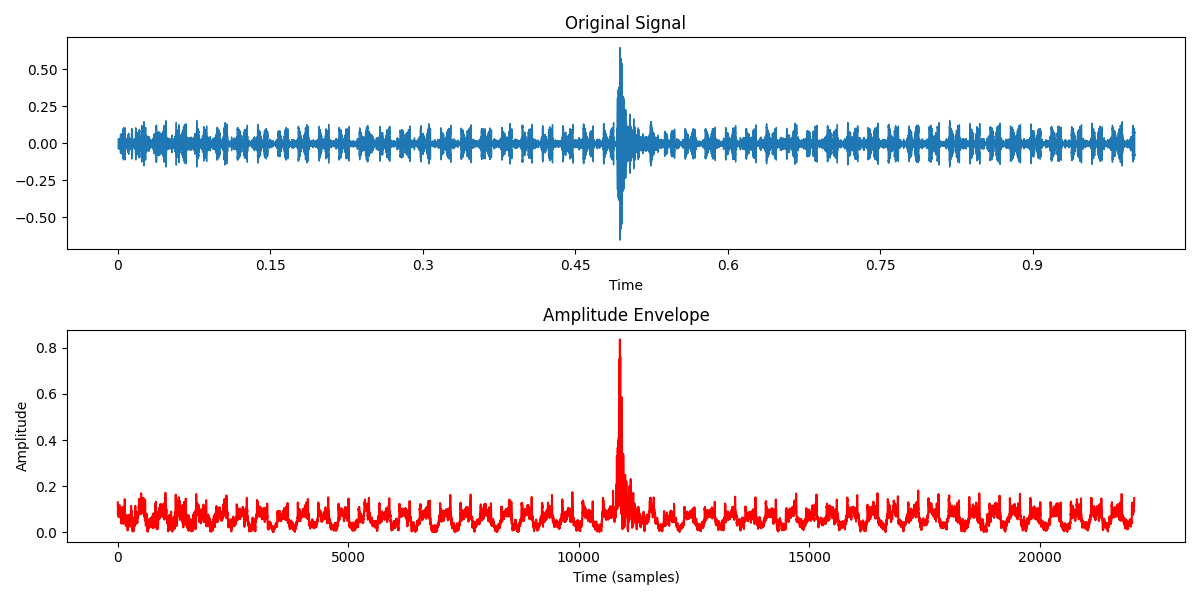 Original Signal
0.50
0.25
0.00
−0.25
−0.50
0 0.15 0.3 0.45 0.6 0.75 0.9
Time
Amplitude Envelope
Amplitude
0.8
0.6
0.4
0.2
0.0
0 5000 10000 15000 20000
Time (samples)